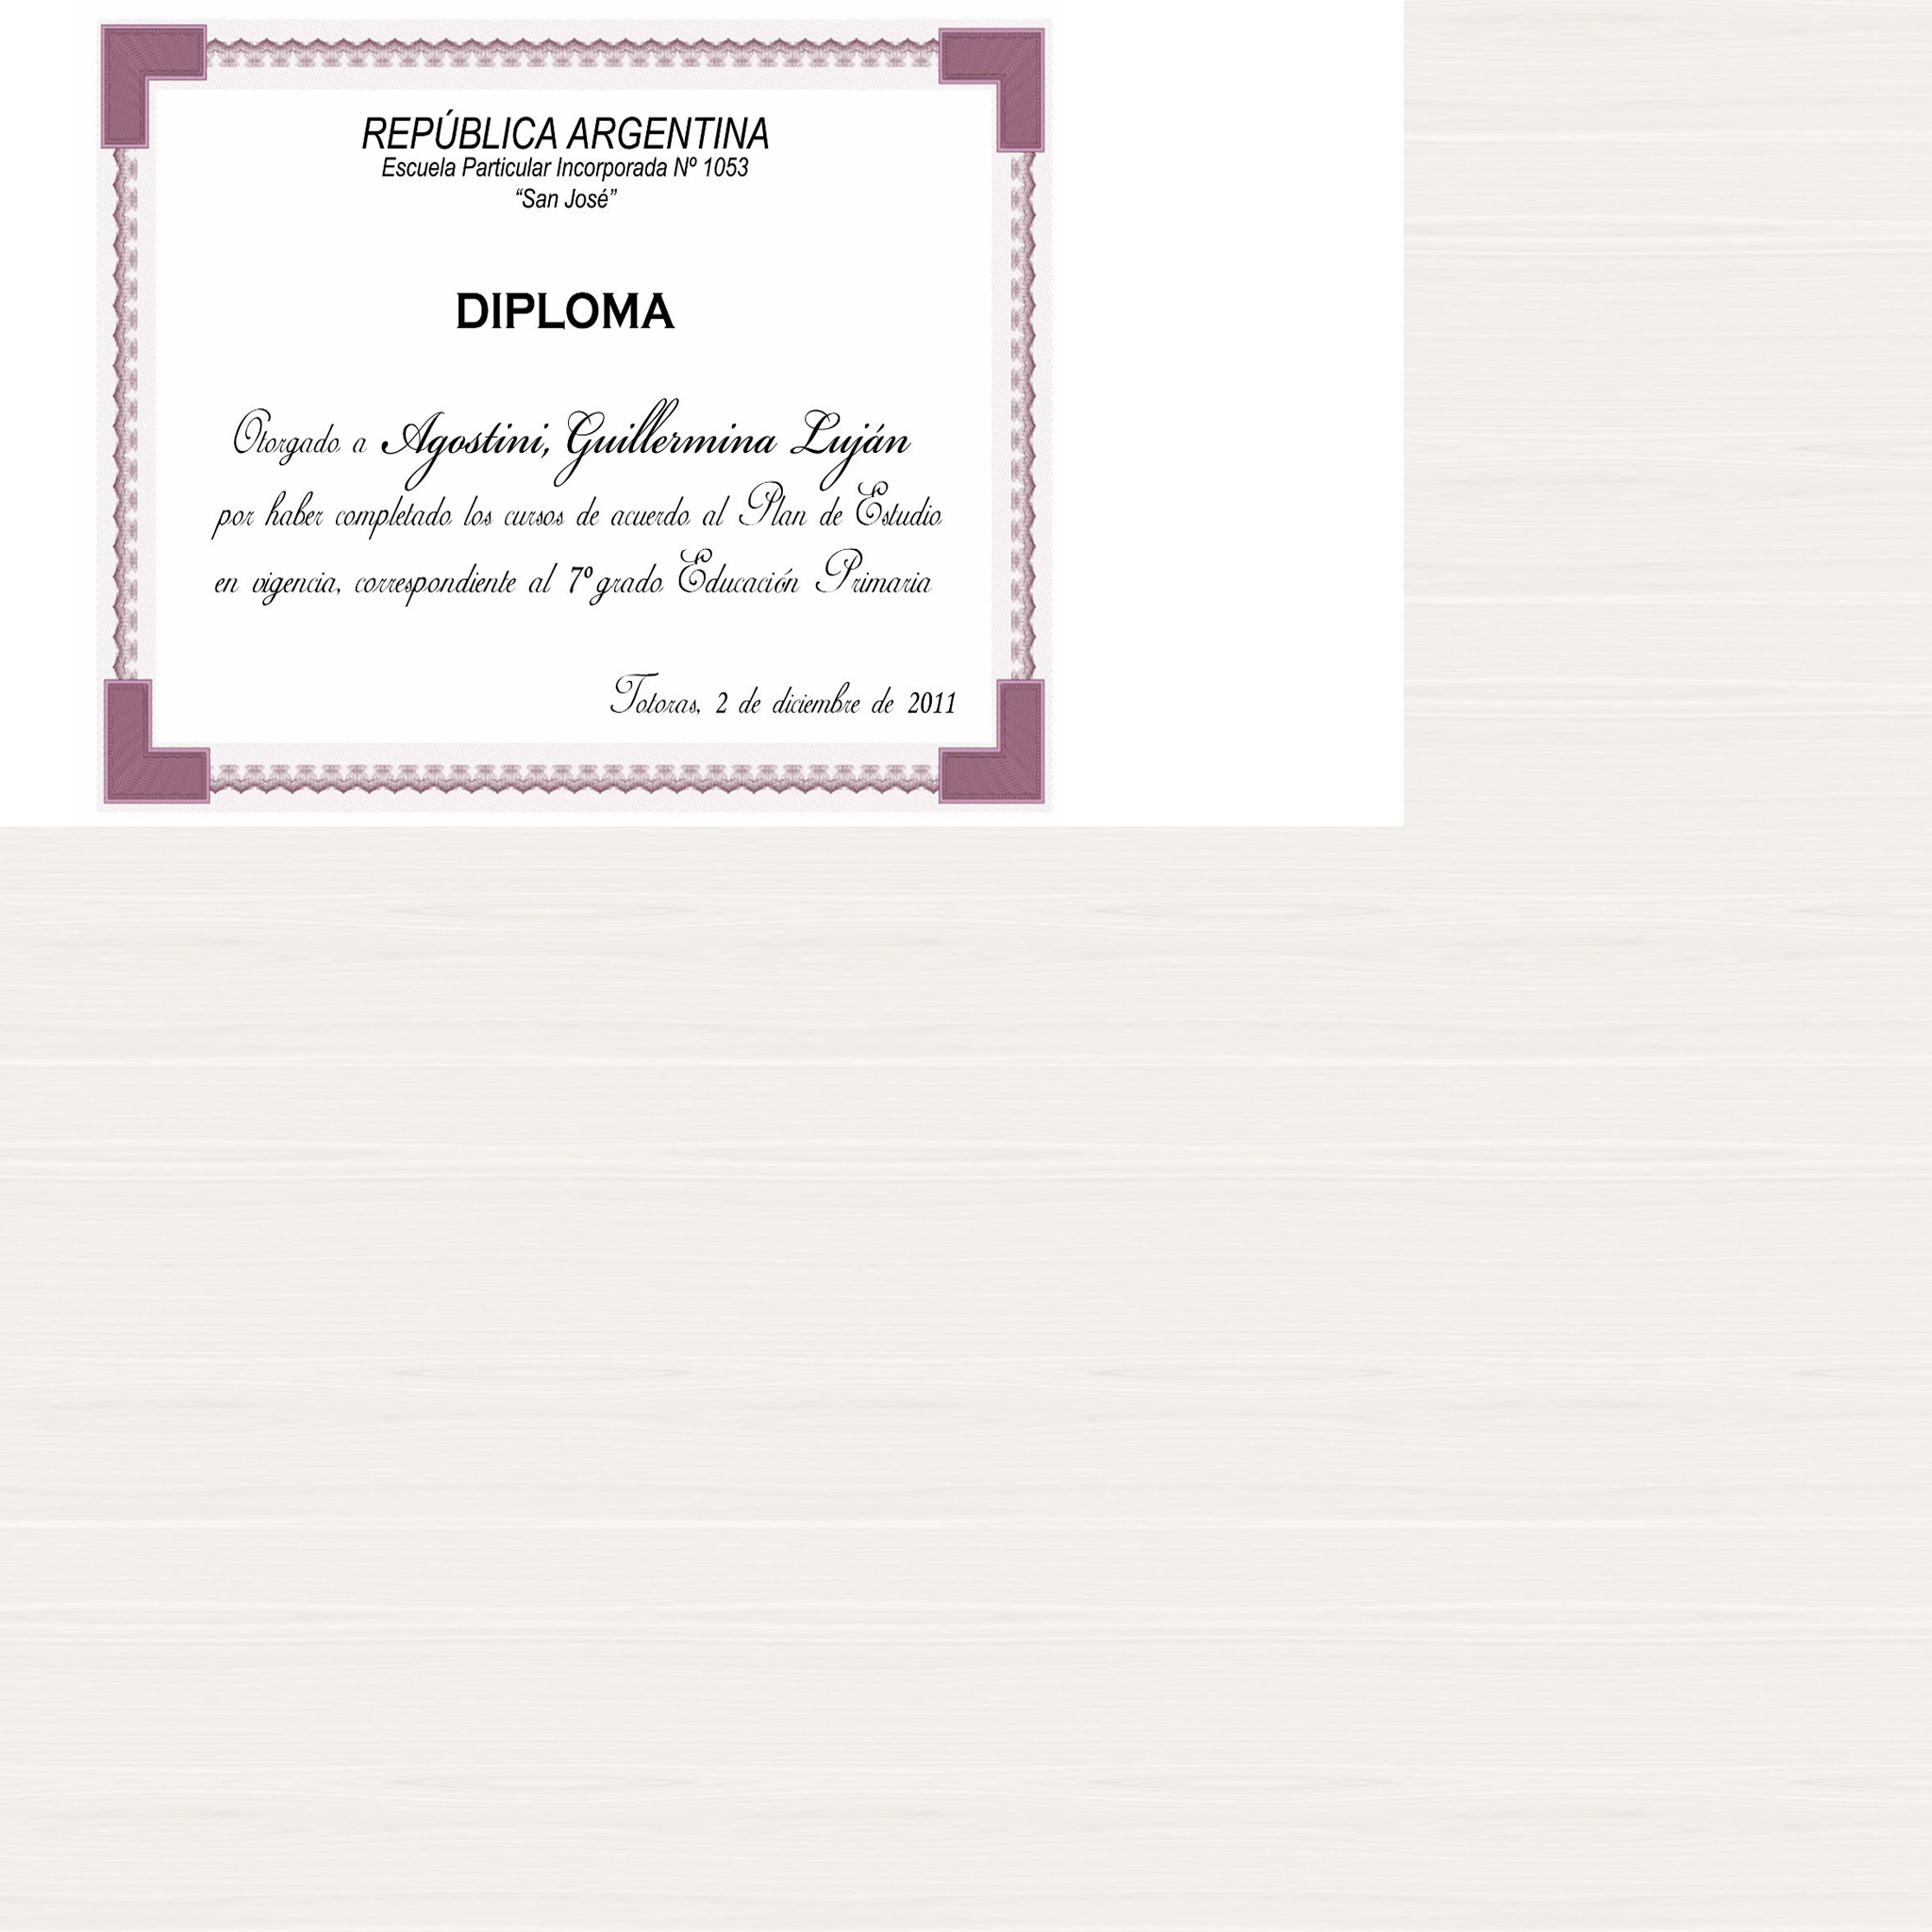 REPÚBLICA ARGENTINA
Escuela Particular Incorporada Nº 1053
“San José”
DIPLOMA
Otorgado a Agostini, Guillermina Luján
por haber completado los cursos de acuerdo al Plan de Estudio
en vigencia, correspondiente al 7º grado Educación Primaria
Totoras, 2 de diciembre de 2011